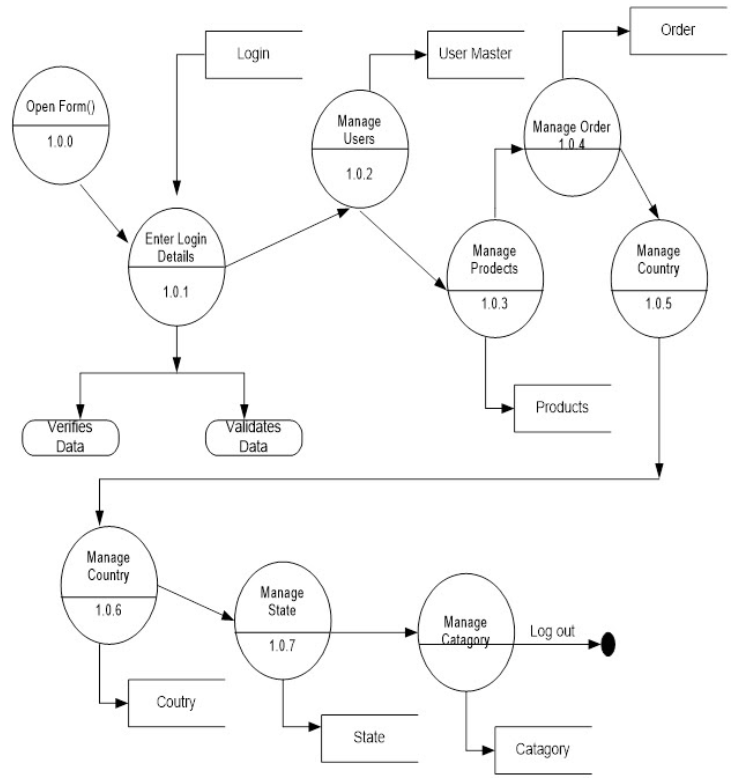 Order
Login
User Master
Open Form()
1.0.0
Manage
Users
1.0.2
Manage Order
1.0.4
Enter Login
Details
1.0.1
Manage
Prodects
1.0.3
Manage
Country
1.0.5
Products
Verifies
Data
Validates
Data
Manage
Country
1.0.6
Manage
State
1.0.7
Manage
Catagory
Log out
Coutry
State
Catagory